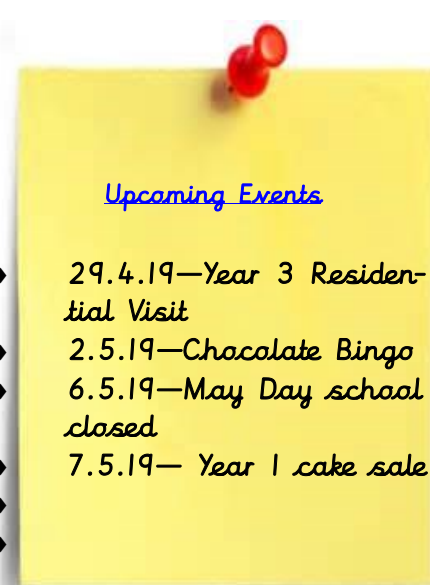 Upcoming Events
29.4.19—Year 3 Residen-
tial Visit
2.5.19—Chocolate Bingo
6.5.19—May Day school
closed
7.5.19— Year 1 cake sale